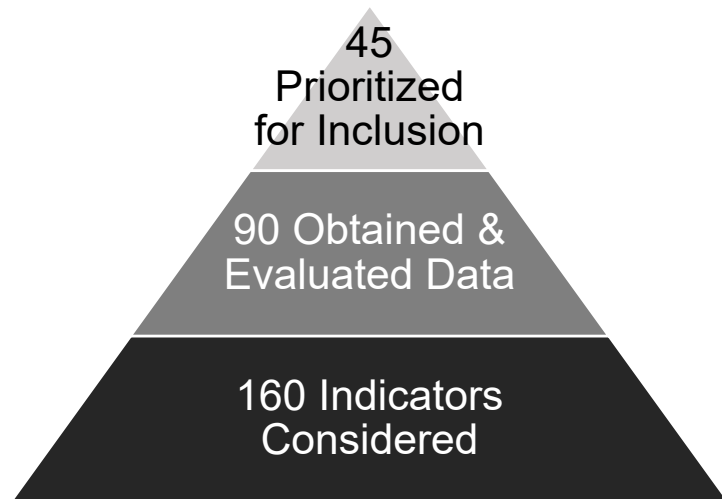 45
Prioritized
for Inclusion
90 Obtained &
Evaluated Data
160 Indicators
Considered